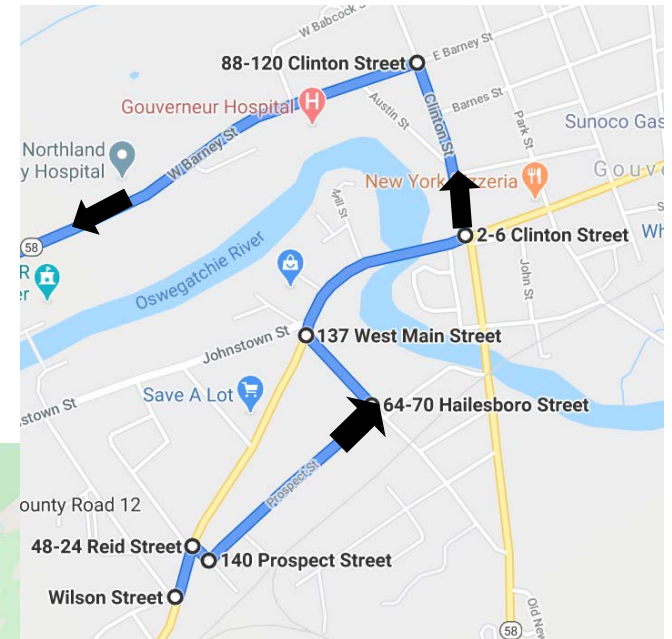 W Babcock St
88-120 Clinton Street
E Barney St
Gouverneur Hospital
H
Austin St
Clinton St
Barnes St
Park St
Sunoco Gas
Northland
y Hospital
W Barney St
New York Pizzeria
Gouv
58
2-6 Clinton Street
Wh
R
er
Oswegatchie River
John St
137 West Main Street
Johnstown St
Save A Lot
64-70 Hailesboro Street
stown St
Prospect St
ounty Road 12
48-24 Reid Street
140 Prospect Street
Wilson Street
58
Old New